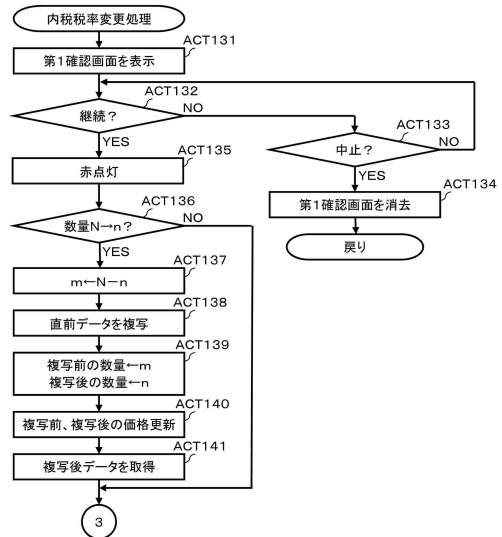 内税税率変更処理
ACT131
第1確認画面を表示
ACT132
継続？
NO
YES
ACT133
中止？
NO
YES
ACT134
第1確認画面を消去
戻り
ACT135
赤点灯
ACT136
数量N→n？
NO
YES
ACT137
m←N－n
ACT138
直前データを複写
ACT139
複写前の数量←m
複写後の数量←n
ACT140
複写前、複写後の価格更新
ACT141
複写後データを取得
3